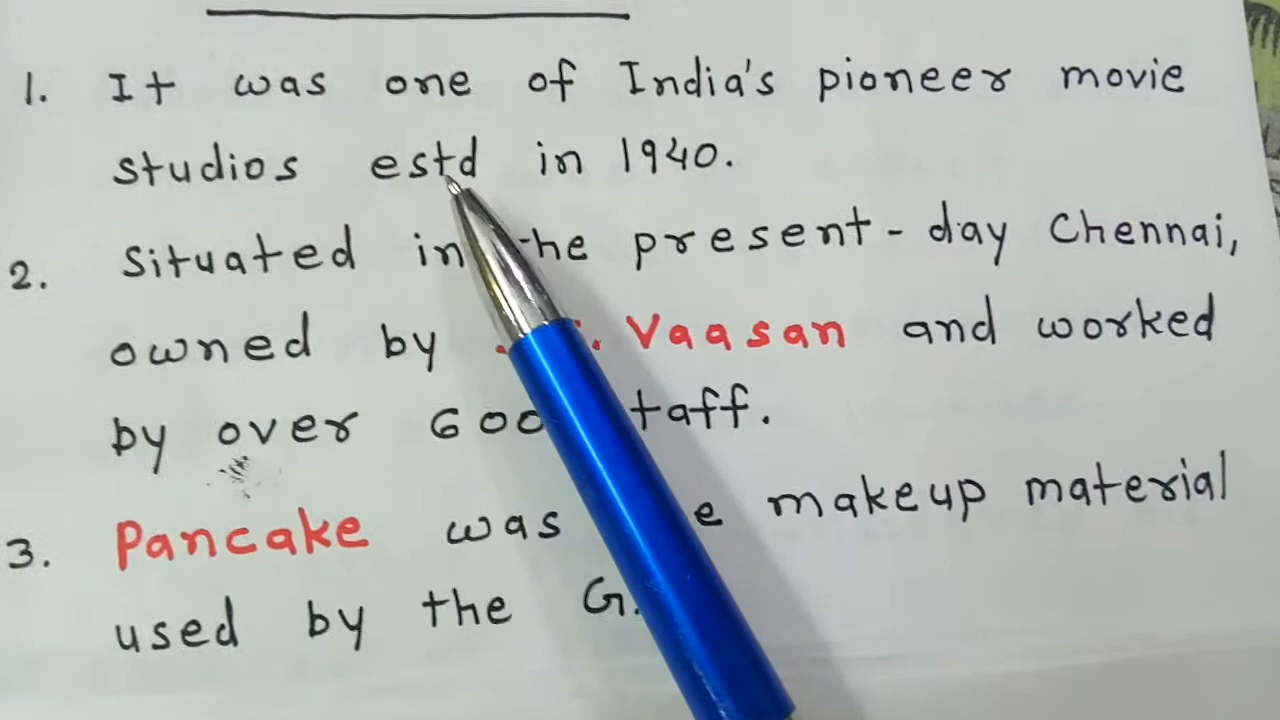 1. It was one of India's pioneer movie
studios estd in 1940.
2. Situated in the present-day Chennai,
owned by Vaasan and worked
by over 600 staff.
3. Pancake was makeup material
used by the G.